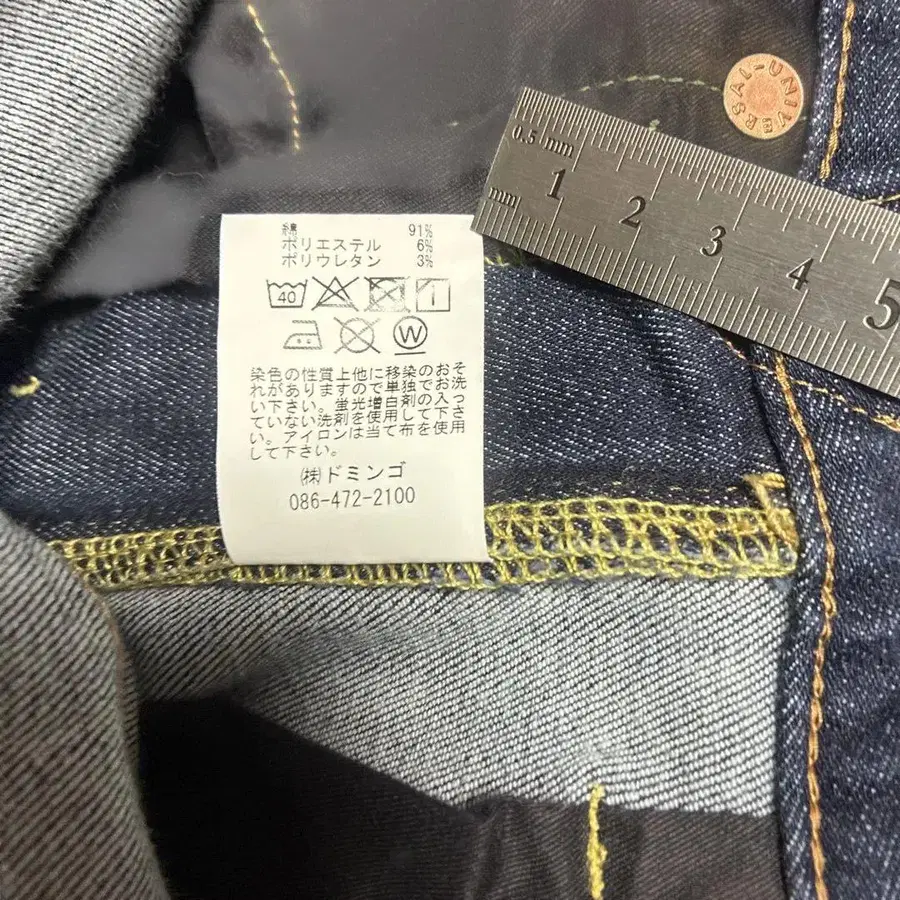 UNIVERSAL-
0.5 mm
mm
1 2 3 4 5
綿 91%
ポリエステル 6%
ポリウレタン 3%
40
W
染色の性質上他に移染のおそ
れがありますので単独でお洗
い下さい。蛍光増白剤の入っ
ていない洗剤を使用して下さ
い。アイロンは当て布を使用
して下さい。
㈱ドミンゴ
086-472-2100